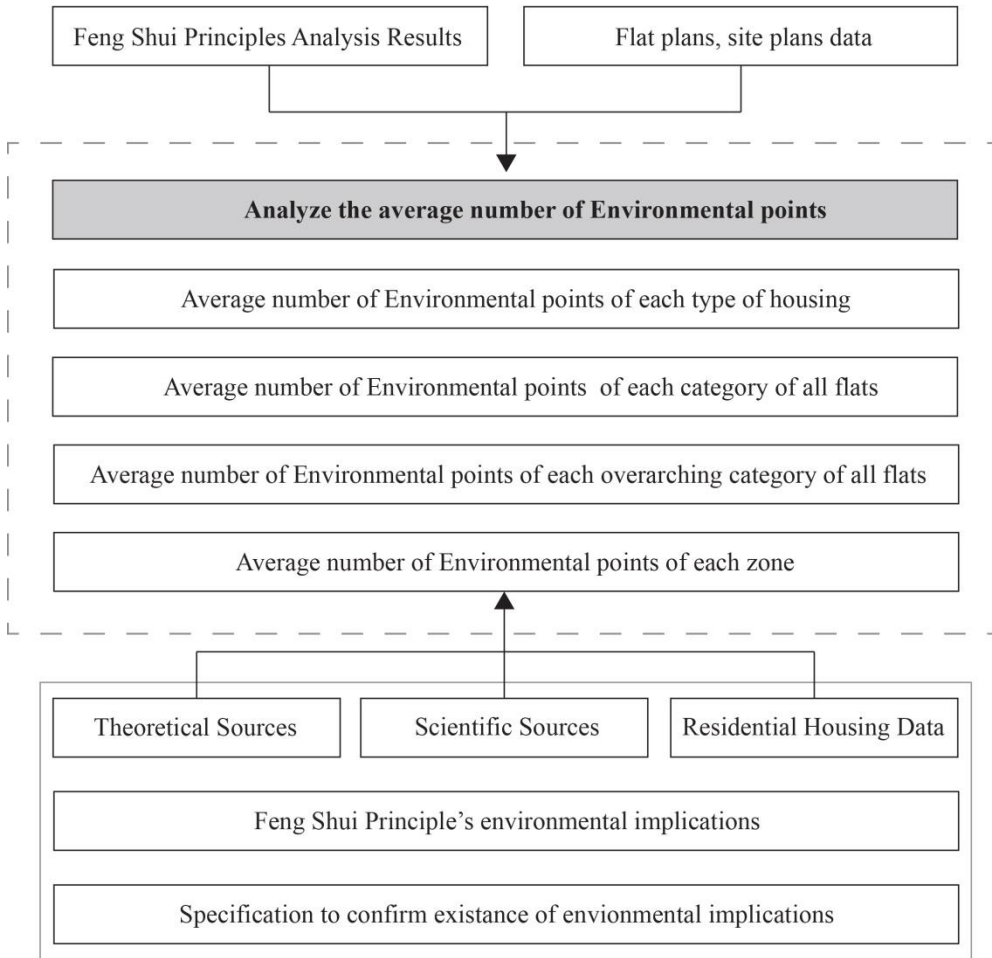 Feng Shui Principles Analysis Results
Flat plans, site plans data
Analyze the average number of Environmental points
Average number of Environmental points of each type of housing
Average number of Environmental points of each category of all flats
Average number of Environmental points of each overarching category of all flats
Average number of Environmental points of each zone
Theoretical Sources
Scientific Sources
Residential Housing Data
Feng Shui Principle’s environmental implications
Specification to confirm existance of envionmental implications